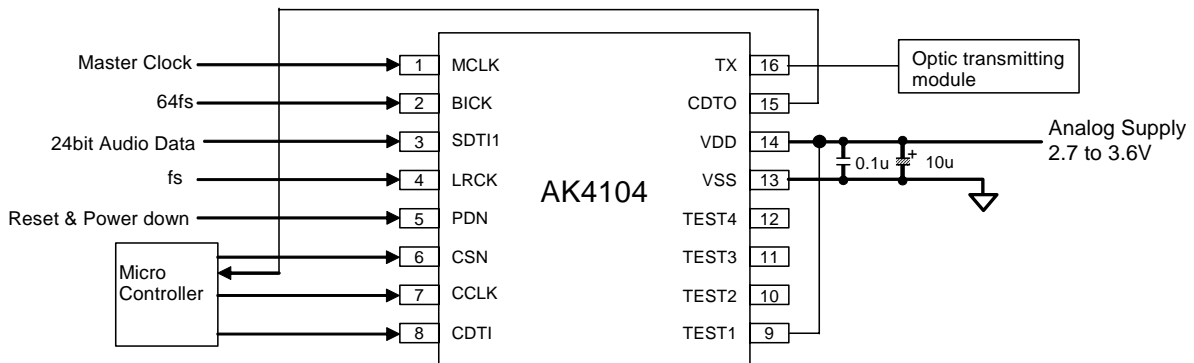 Master Clock
64fs
24bit Audio Data
fs
Reset & Power down
Micro
Controller
1 MCLK
2 BICK
3 SDTI1
4 LRCK
5 PDN
6 CSN
7 CCLK
8 CDTI
AK4104
TX 16
CDTO 15
VDD 14
VSS 13
TEST4 12
TEST3 11
TEST2 10
TEST1 9
Optic transmitting
module
0.1u
+
10u
Analog Supply
2.7 to 3.6V